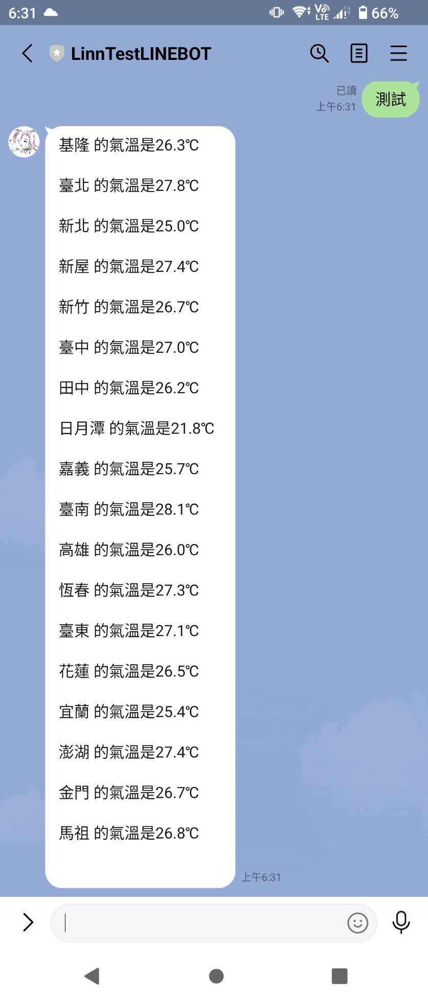 6:31
Vo LTE
66%
LinnTestLINEBOT
已讀
上午6:31
測試
基隆 的氣溫是26.3℃
臺北 的氣溫是27.8℃
新北 的氣溫是25.0℃
新屋 的氣溫是27.4℃
新竹 的氣溫是26.7℃
臺中 的氣溫是27.0℃
田中 的氣溫是26.2℃
日月潭 的氣溫是21.8℃
嘉義 的氣溫是25.7℃
臺南 的氣溫是28.1℃
高雄 的氣溫是26.0℃
恆春 的氣溫是27.3℃
臺東 的氣溫是27.1℃
花蓮 的氣溫是26.5℃
宜蘭 的氣溫是25.4℃
澎湖 的氣溫是27.4℃
金門 的氣溫是26.7℃
馬祖 的氣溫是26.8℃
上午6:31